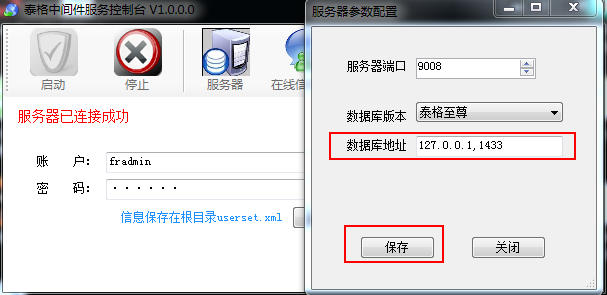 泰格中间件服务控制台 V1.0.0.0
启动
停止
服务器
在线信
服务器已连接成功
账 户: fradmin
密 码: ······
信息保存在根目录userset.xml
服务器参数配置
服务器端口 9008
数据库版本 泰格至尊
数据库地址 127.0.0.1,1433
保存
关闭